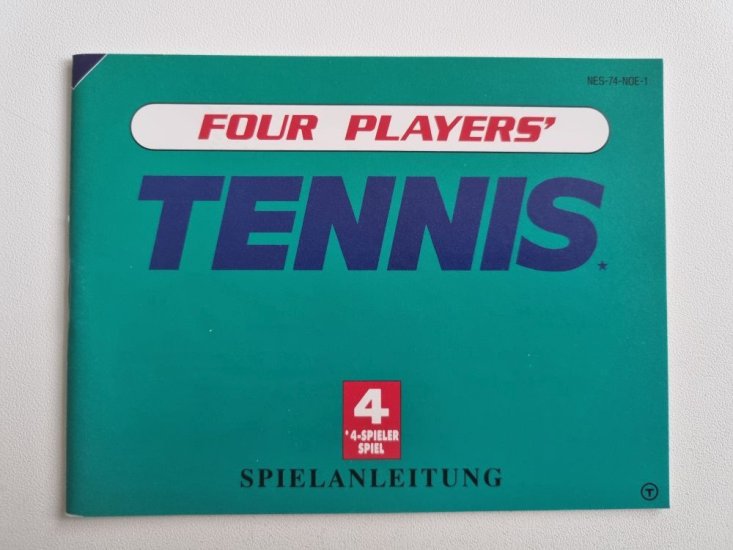 NES-74-NOE-1
FOUR PLAYERS'
TENNIS.
★
4
*4-SPIELER
SPIEL
SPIELANLEITUNG
T